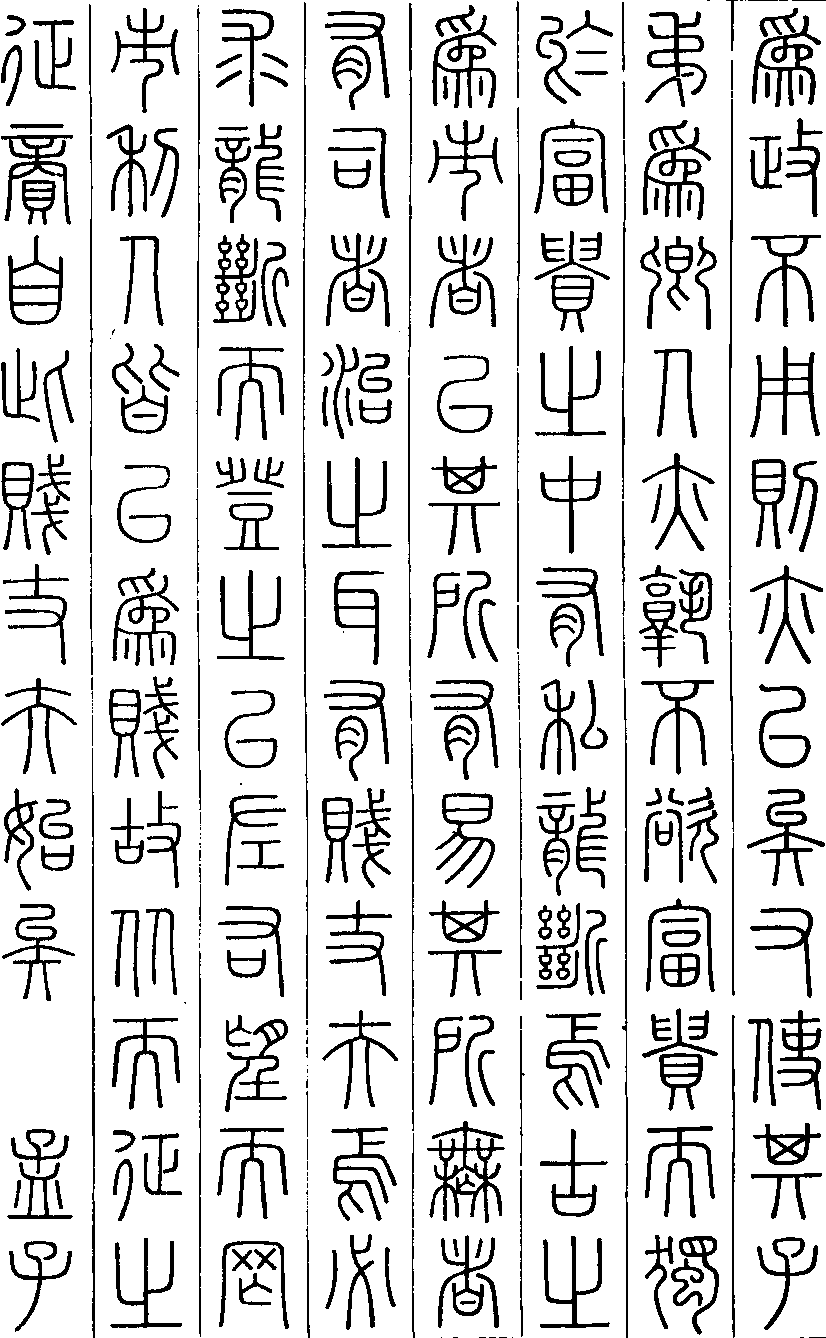 為政不用則亦已矣又使其子
弟為卿人亦孰不欲富貴而獨
於富貴之中有私龍斷焉古之
為市者以其所有易其所無者
有司者治之耳有賤丈夫焉必
求龍斷而登之以左右望而罔
市利人皆以為賤故从而征之
征商自此賤丈夫始矣 孟子